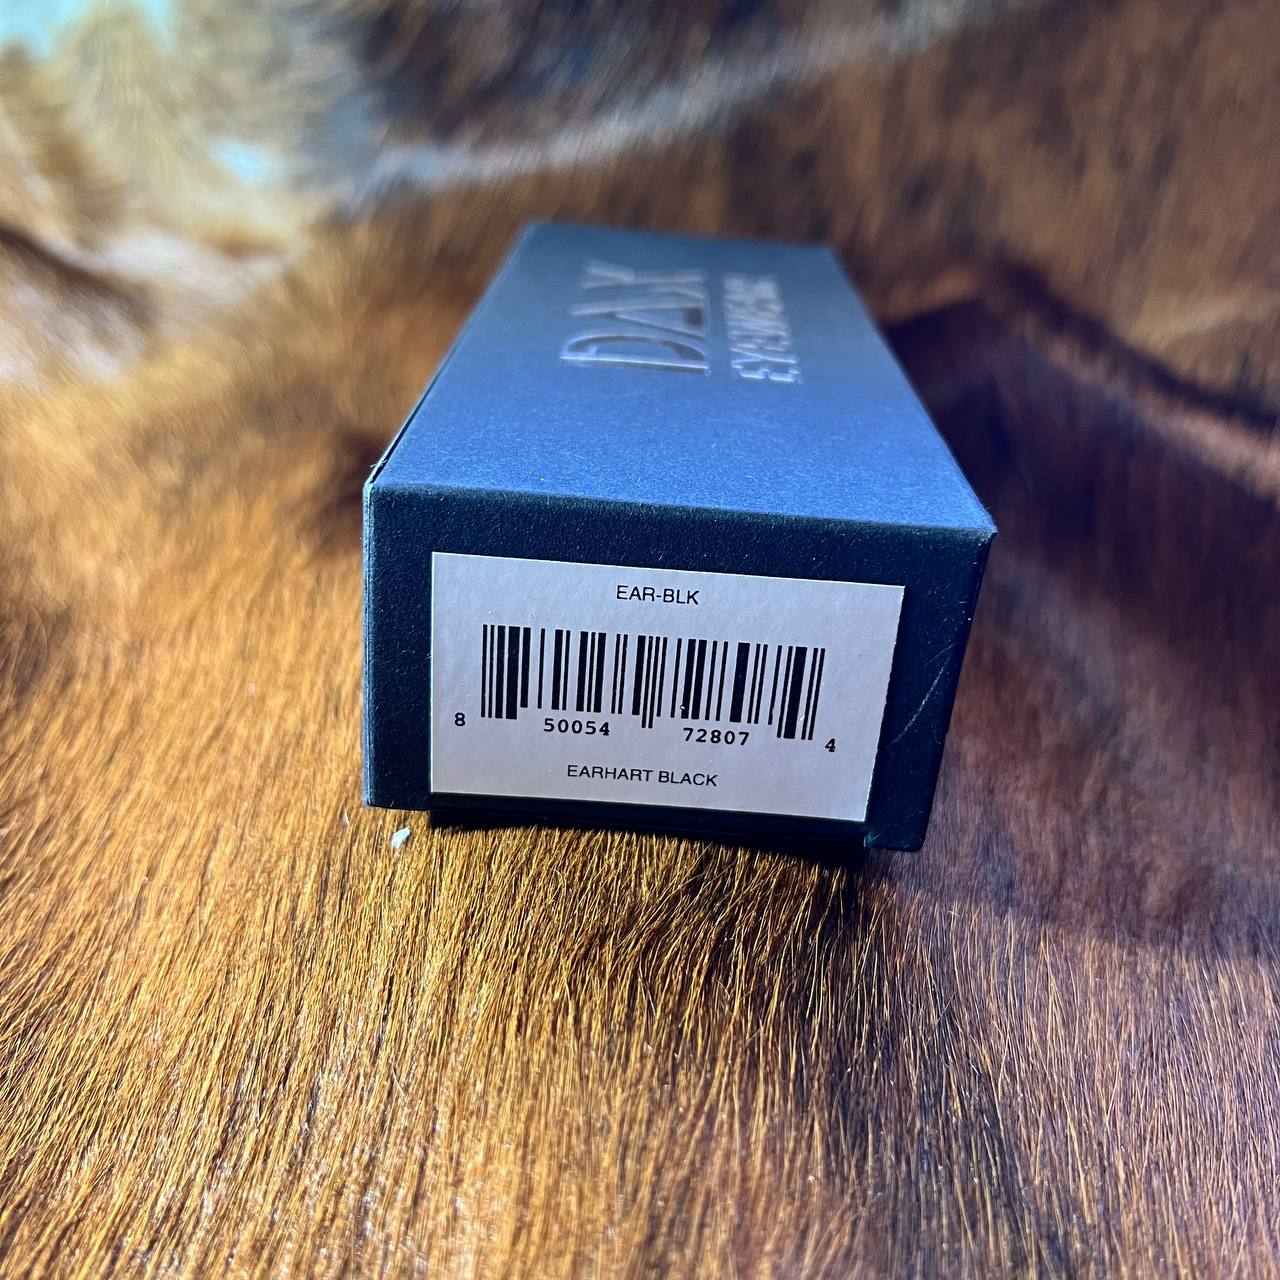 DAX
EYEWEAR
EAR-BLK
8 50054 72807 4
EARHART BLACK